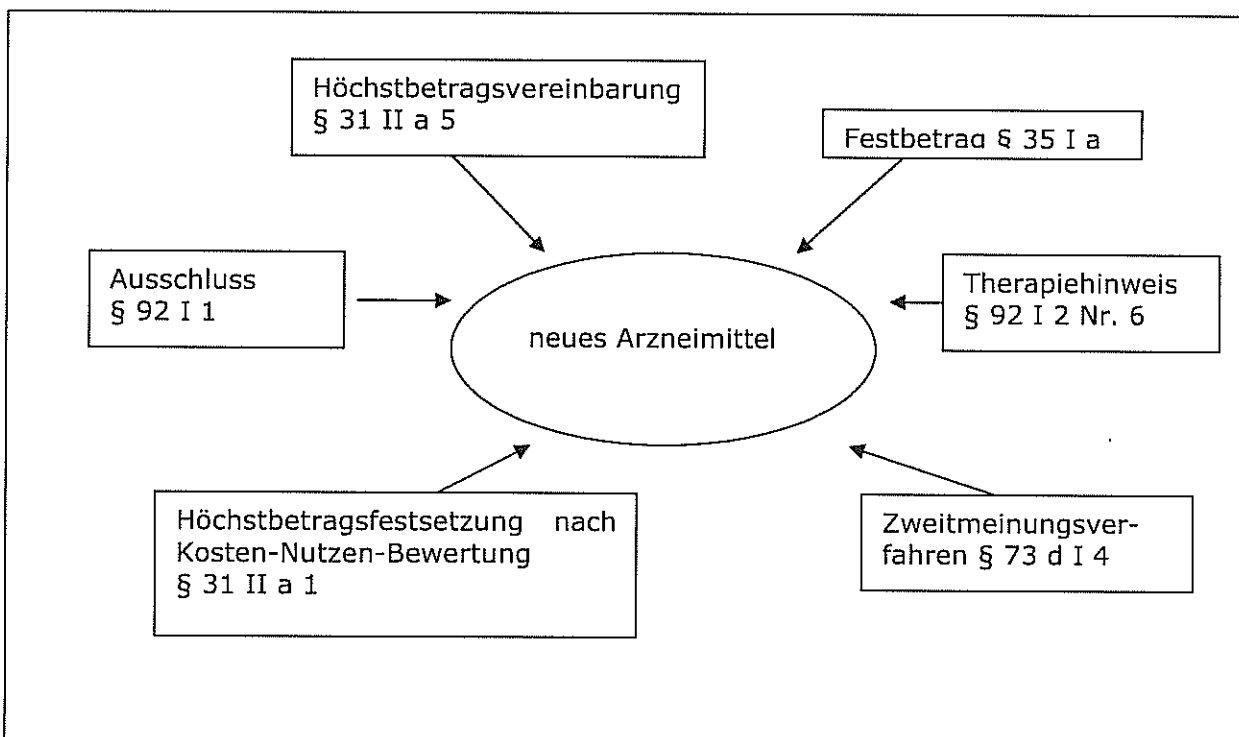 Höchstbetragsvereinbarung
§ 31 II a 5
Festbetrag § 35 I a
Ausschluss
§ 92 I 1
neues Arzneimittel
Therapiehinweis
§ 92 I 2 Nr. 6
Höchstbetragsfestsetzung nach
Kosten-Nutzen-Bewertung
§ 31 II a 1
Zweitmeinungsver-
fahren § 73 d I 4